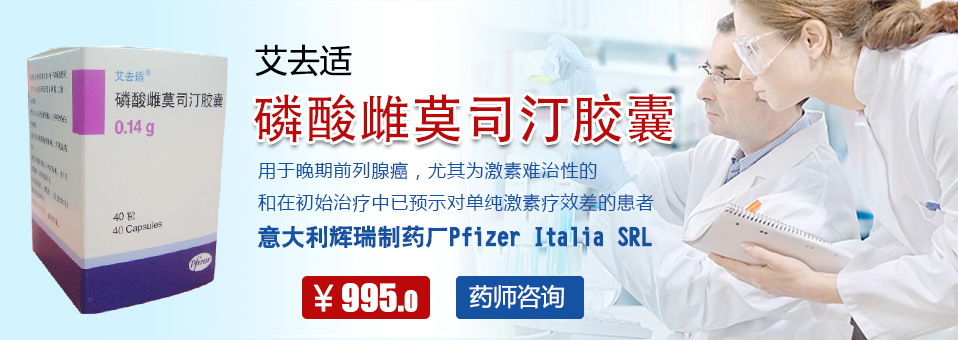 艾去适
磷酸雌莫司汀胶囊
用于晚期前列腺癌，尤其为激素难治性的
和在初始治疗中已预示对单纯激素疗效差的患者
意大利辉瑞制药厂Pfizer Italia SRL
￥995.0
药师咨询
艾去适®
磷酸雌莫司汀胶囊
0.14 g
40 粒
40 Capsules
Pfizer